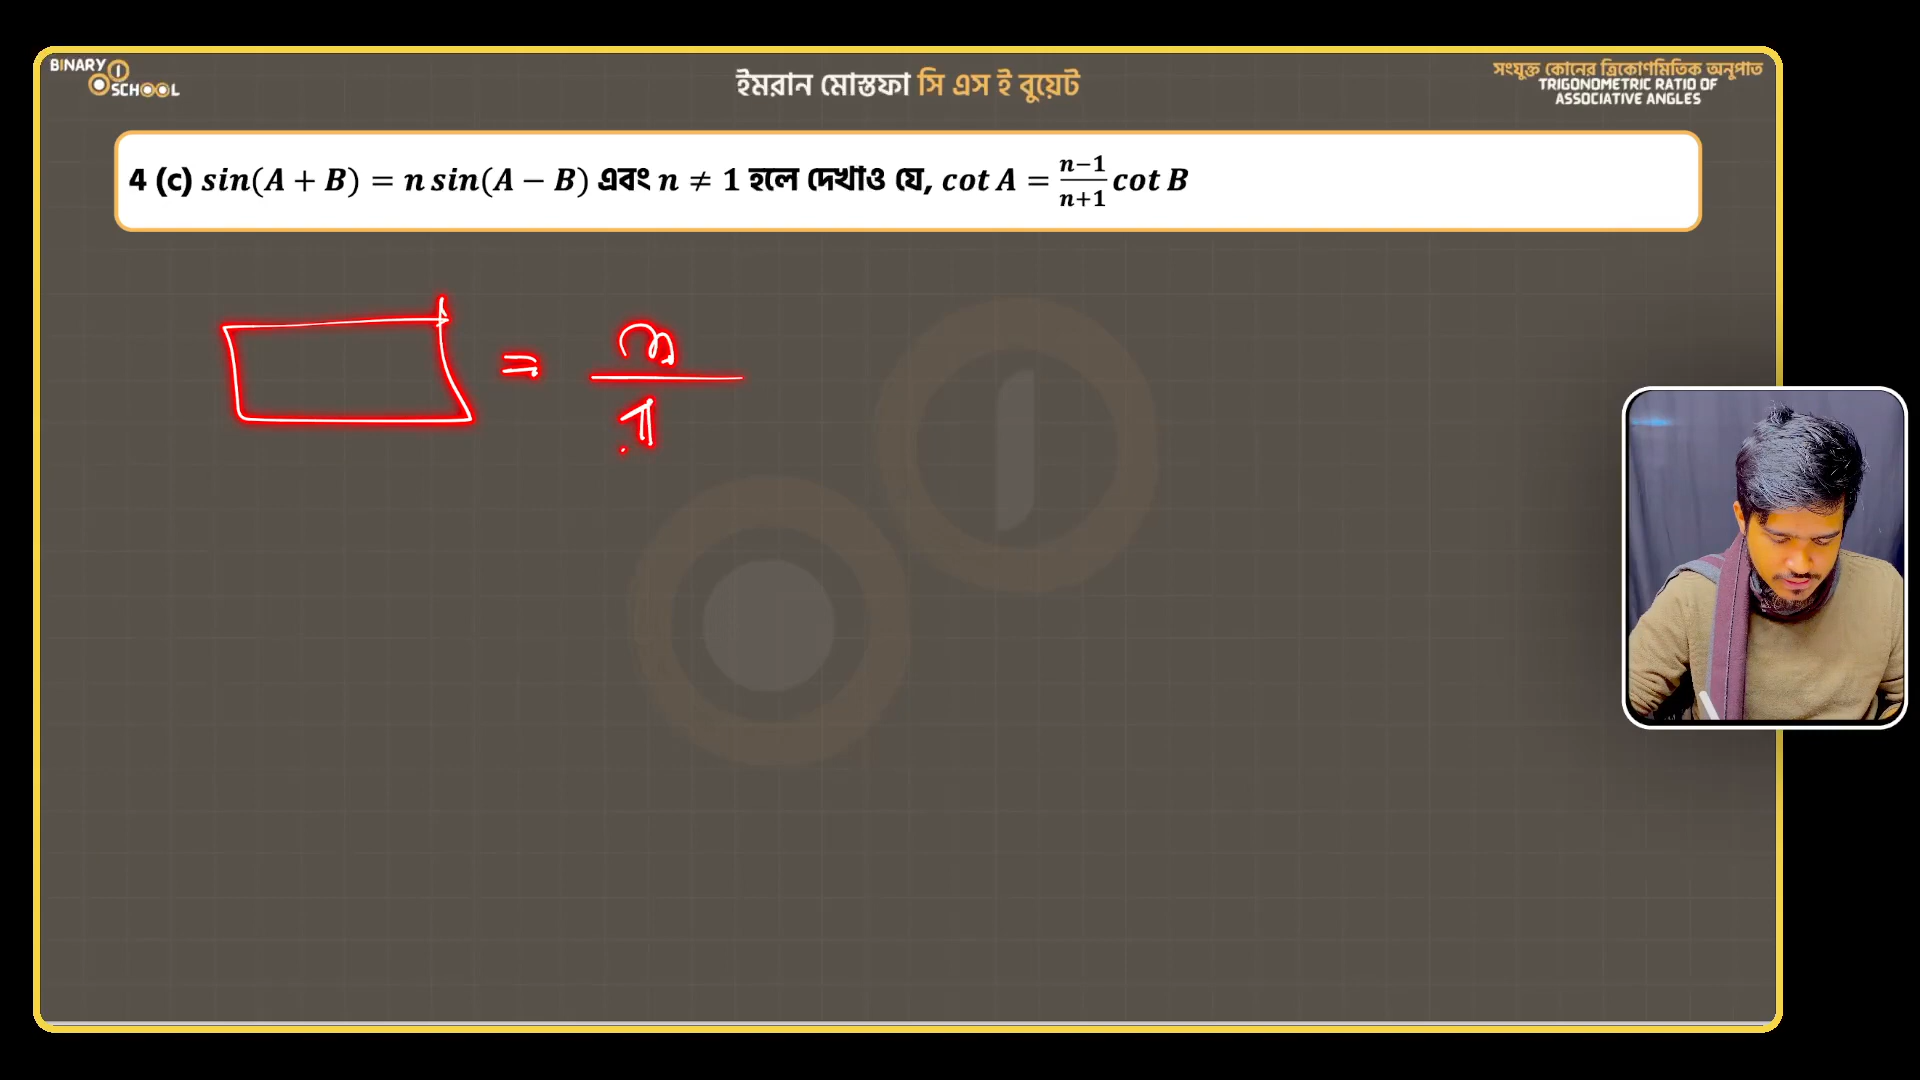 BINARY
SCHOOL
ইমরান মোস্তফা সি এস ই বুয়েট
সংযুক্ত কোনের ত্রিকোণমিতিক অনুপাত
TRIGONOMETRIC RATIO OF
ASSOCIATIVE ANGLES
4 (c) sin(A + B) = n sin(A − B) এবং n ≠ 1 হলে দেখাও যে, cot A = \frac{n−1}{n+1} cot B
=